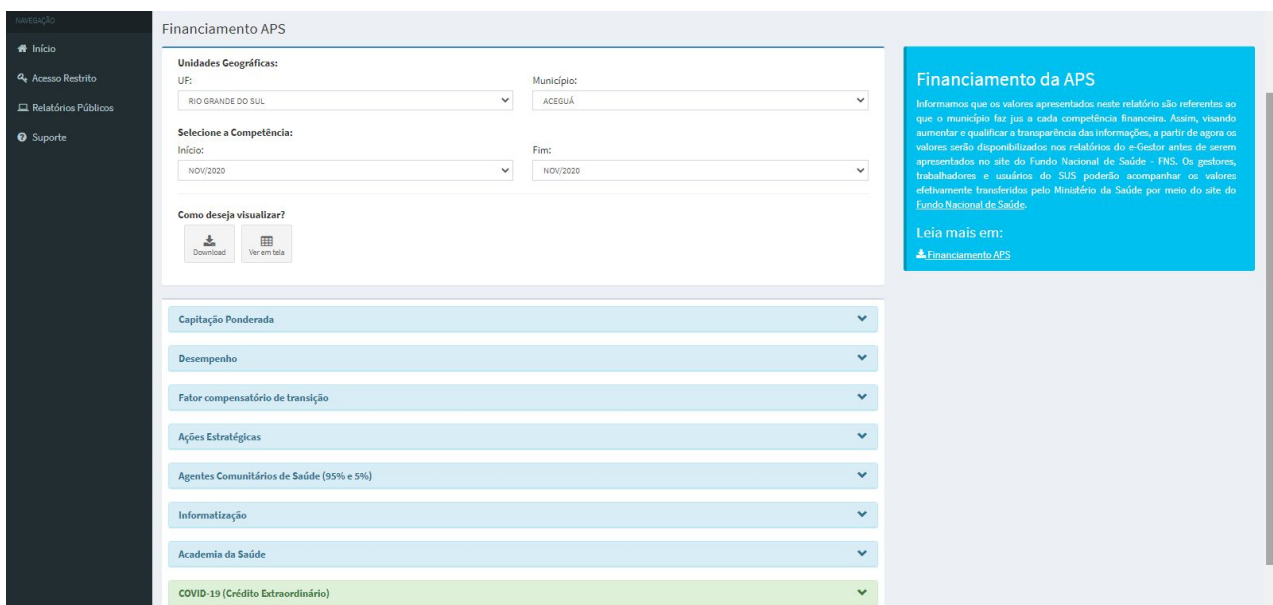 NAVEGAÇÃO
Início
Acesso Restrito
Relatórios Públicos
Suporte
Financiamento APS
Unidades Geográficas:
UF: Município:
RIO GRANDE DO SUL ACEGUÁ
Selecione a Competência:
Início: Fim:
NOV/2020 NOV/2020
Como deseja visualizar?
Download Ver em tela
Capitação Ponderada
Desempenho
Fator compensatório de transição
Ações Estratégicas
Agentes Comunitários de Saúde (95% e 5%)
Informatização
Academia da Saúde
COVID-19 (Crédito Extraordinário)
Financiamento da APS
Informamos que os valores apresentados neste relatório são referentes ao
que o município faz jus a cada competência financeira. Assim, visando
aumentar e qualificar a transparência das informações, a partir de agora os
valores serão disponibilizados nos relatórios do e-Gestor antes de serem
apresentados no site do Fundo Nacional de Saúde - FNS. Os gestores,
trabalhadores e usuários do SUS poderão acompanhar os valores
efetivamente transferidos pelo Ministério da Saúde por meio do site do
Fundo Nacional de Saúde.
Leia mais em:
Financiamento APS